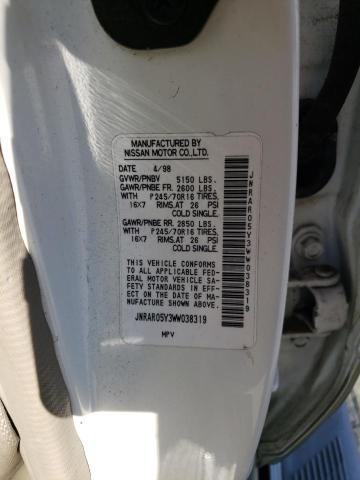 MANUFACTURED BY
NISSAN MOTOR CO.,LTD.
DATE 4/98
GVWR/PNBV 5150 LBS.
GAWR/PNBE FR. 2600 LBS.
WITH P245/70R16 TIRES,
16X7 RIMS,AT 26 PSI
COLD SINGLE.
GAWR/PNBE RR. 2850 LBS.
WITH P245/70R16 TIRES,
16X7 RIMS,AT 26 PSI
COLD SINGLE.
THIS VEHICLE CONFORMS
TO ALL APPLICABLE FED-
ERAL MOTOR VEHICLE SAF-
ETY STANDARDS IN EFF-
ECT ON THE DATE OF MA-
NUFACTURE SHOWN ABOVE.
JNRAR05Y3WW038319
MPV
JNRAR05Y3WW038319